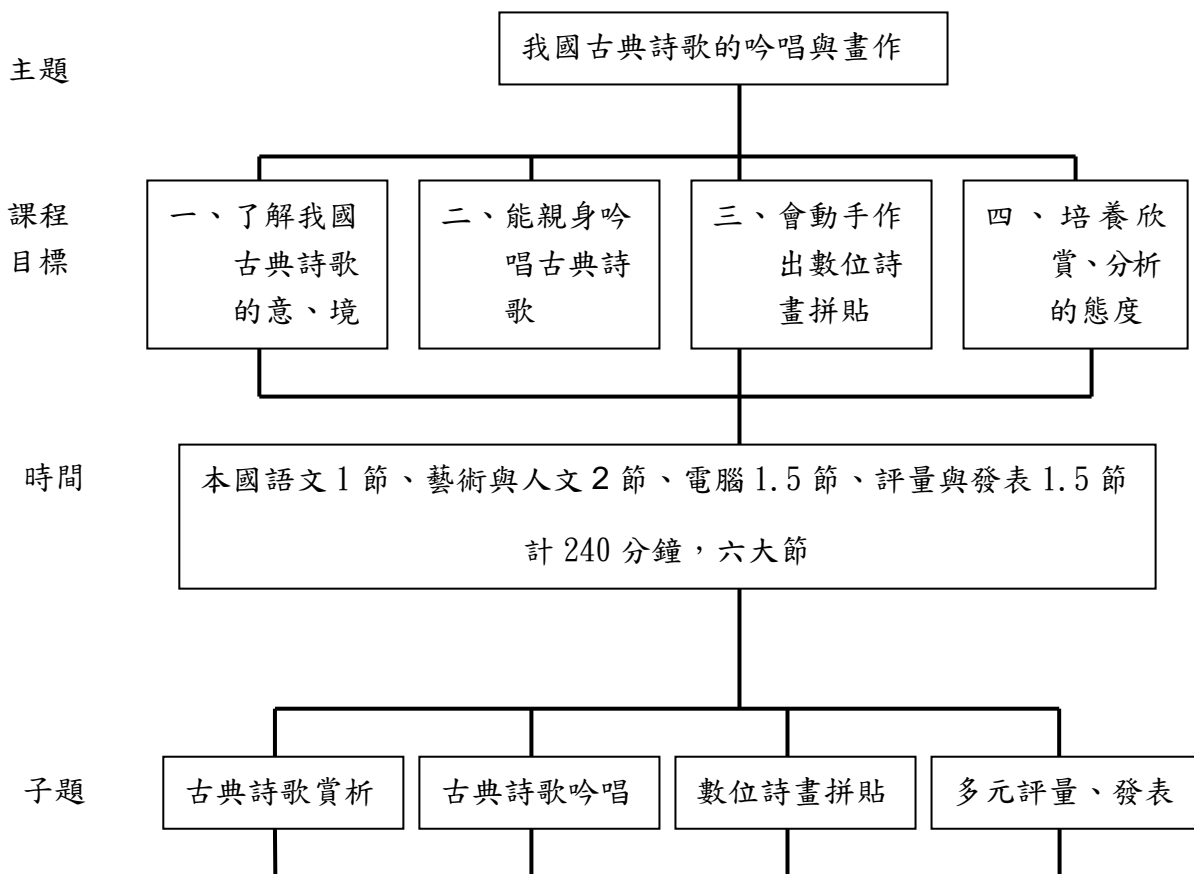 主題
我國古典詩歌的吟唱與畫作
課程
目標
一、了解我國
古典詩歌
的意、境
二、能親身吟
唱古典詩
歌
三、會動手作
出數位詩
畫拼貼
四、培養欣
賞、分析
的態度
時間
本國語文1節、藝術與人文2節、電腦1.5節、評量與發表1.5節
計240分鐘，六大節
子題
古典詩歌賞析
古典詩歌吟唱
數位詩畫拼貼
多元評量、發表